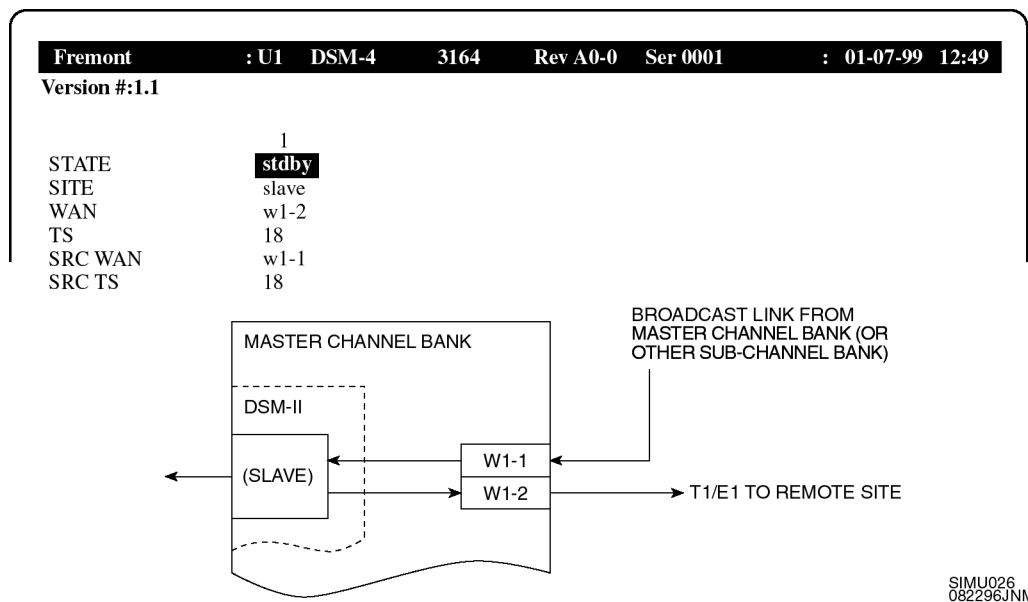 Fremont : U1 DSM-4 3164 Rev A0-0 Ser 0001 : 01-07-99 12:49
Version #:1.1
1
STATE stdby
SITE slave
WAN w1-2
TS 18
SRC WAN w1-1
SRC TS 18
BROADCAST LINK FROM
MASTER CHANNEL BANK (OR
OTHER SUB-CHANNEL BANK)
MASTER CHANNEL BANK
DSM-II
(SLAVE)
W1-1
W1-2
T1/E1 TO REMOTE SITE
SIMU026
082296JNM